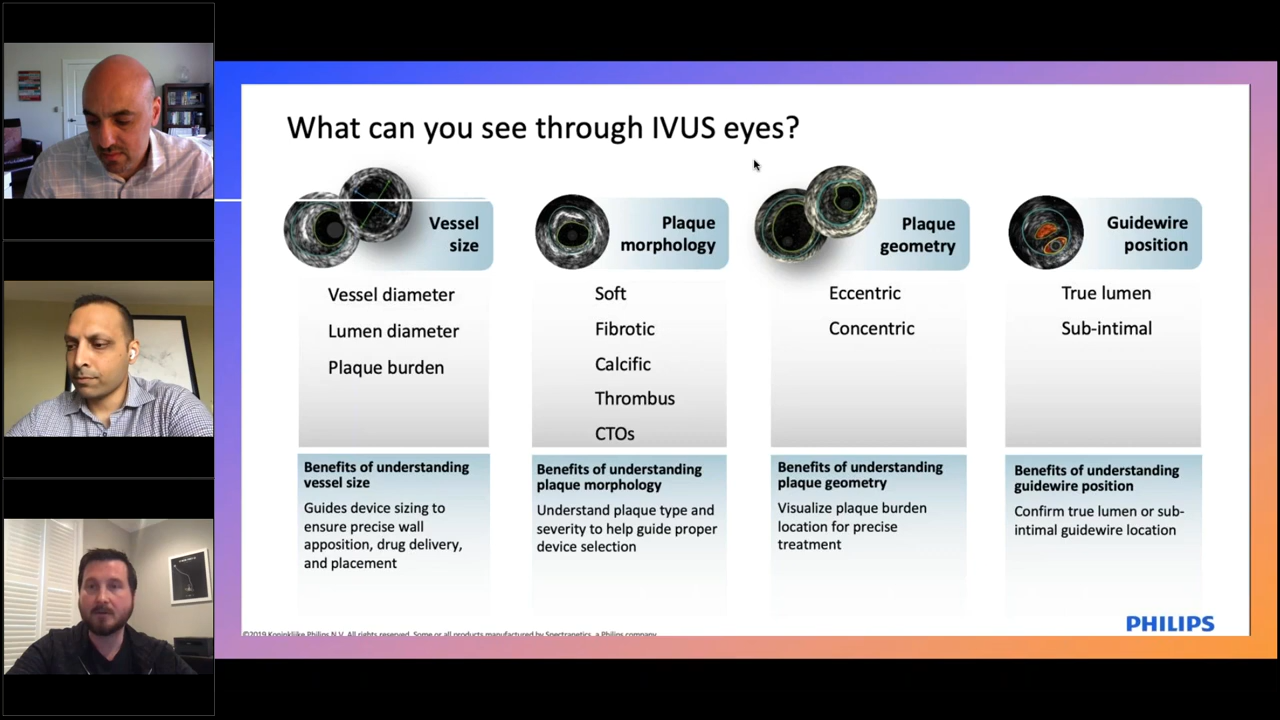 What can you see through IVUS eyes?
Vessel
size
Vessel diameter
Lumen diameter
Plaque burden
Benefits of understanding
vessel size
Guides device sizing to
ensure precise wall
apposition, drug delivery,
and placement
Plaque
morphology
Soft
Fibrotic
Calcific
Thrombus
CTOs
Benefits of understanding
plaque morphology
Understand plaque type and
severity to help guide proper
device selection
Plaque
geometry
Eccentric
Concentric
Benefits of understanding
plaque geometry
Visualize plaque burden
location for precise
treatment
Guidewire
position
True lumen
Sub-intimal
Benefits of understanding
guidewire position
Confirm true lumen or sub-
intimal guidewire location
PHILIPS
©2019 Koninklijke Philips N.V. All rights reserved. Some or all products manufactured by Spectranetics, a Philips company.